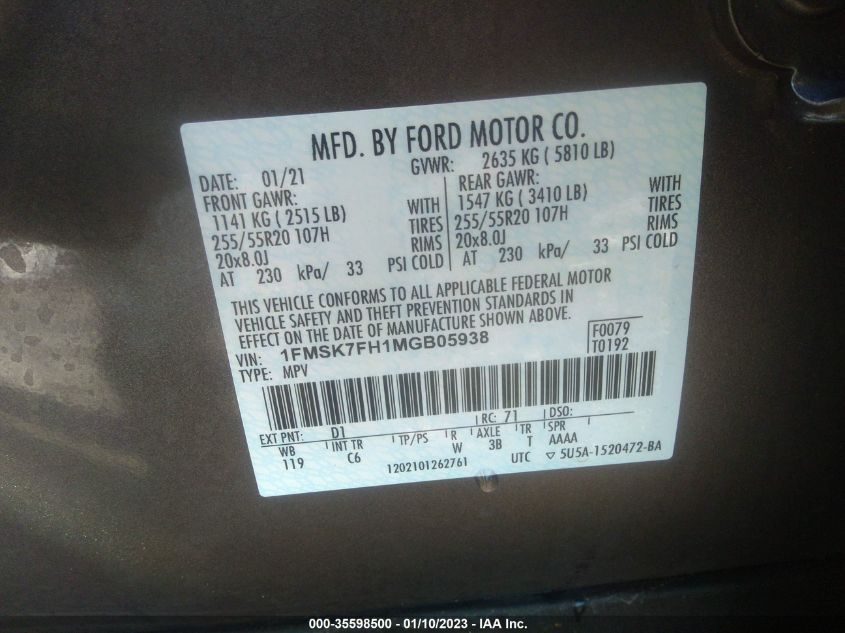 MFD. BY FORD MOTOR CO.
DATE: 01/21 GVWR: 2635 KG ( 5810 LB)
FRONT GAWR: REAR GAWR:
1141 KG ( 2515 LB) WITH 1547 KG ( 3410 LB) WITH
255/55R20 107H TIRES 255/55R20 107H TIRES
20x8.0J RIMS 20x8.0J RIMS
AT 230 kPa/ 33 PSI COLD AT 230 kPa/ 33 PSI COLD
THIS VEHICLE CONFORMS TO ALL APPLICABLE FEDERAL MOTOR
VEHICLE SAFETY AND THEFT PREVENTION STANDARDS IN
EFFECT ON THE DATE OF MANUFACTURE SHOWN ABOVE.
VIN: 1FMSK7FH1MGB05938 F0079
TYPE: MPV T0192
EXT PNT: D1 RC: 71 DSO:
WB INT TR TP/PS R AXLE TR SPR
119 C6 W 3B T AAAA
1202101262761 UTC ▽ 5U5A-1520472-BA
000-35598500 - 01/10/2023 - IAA Inc.